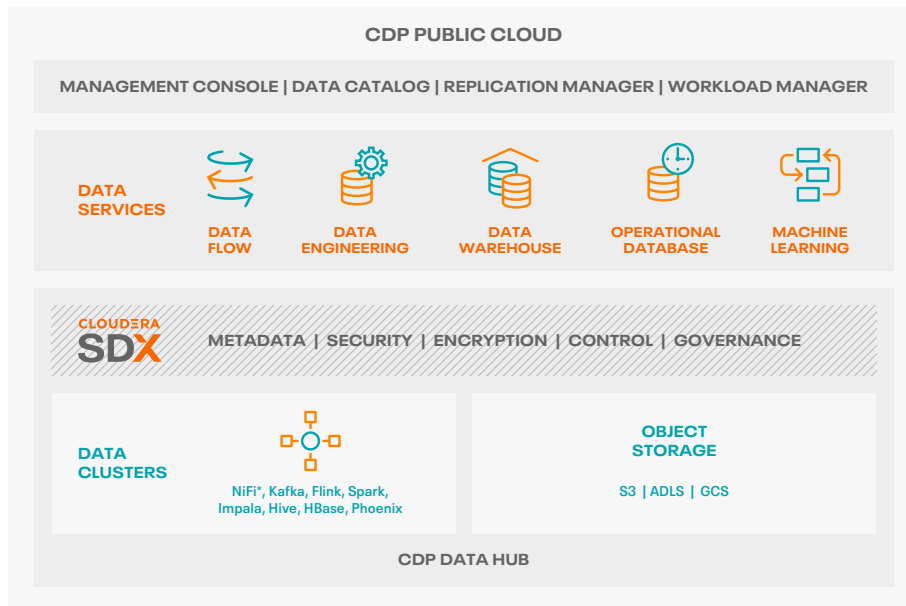 CDP PUBLIC CLOUD
MANAGEMENT CONSOLE | DATA CATALOG | REPLICATION MANAGER | WORKLOAD MANAGER
DATA
SERVICES
DATA
FLOW
DATA
ENGINEERING
DATA
WAREHOUSE
OPERATIONAL
DATABASE
MACHINE
LEARNING
CLOUDERA
SDX
METADATA | SECURITY | ENCRYPTION | CONTROL | GOVERNANCE
DATA
CLUSTERS
NiFi*, Kafka, Flink, Spark,
Impala, Hive, HBase, Phoenix
OBJECT
STORAGE
S3 | ADLS | GCS
CDP DATA HUB